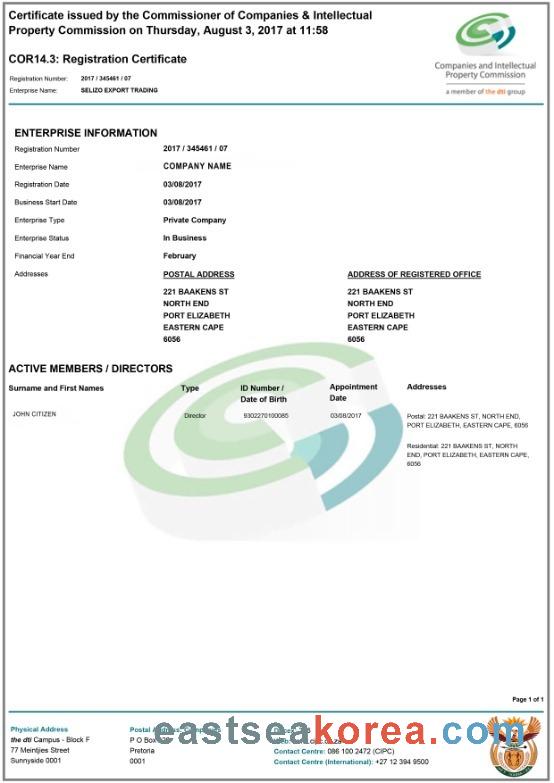 Certificate issued by the Commissioner of Companies & Intellectual
Property Commission on Thursday, August 3, 2017 at 11:58
COR14.3: Registration Certificate
Registration Number: 2017 / 345461 / 07
Enterprise Name: SELIZO EXPORT TRADING
Companies and Intellectual
Property Commission
a member of the dti group
ENTERPRISE INFORMATION
Registration Number 2017 / 345461 / 07
Enterprise Name COMPANY NAME
Registration Date 03/08/2017
Business Start Date 03/08/2017
Enterprise Type Private Company
Enterprise Status In Business
Financial Year End February
Addresses POSTAL ADDRESS ADDRESS OF REGISTERED OFFICE
221 BAAKENS ST 221 BAAKENS ST
NORTH END NORTH END
PORT ELIZABETH PORT ELIZABETH
EASTERN CAPE EASTERN CAPE
6056 6056
ACTIVE MEMBERS / DIRECTORS
Surname and First Names Type ID Number / Date of Birth Appointment Date Addresses
JOHN CITIZEN Director 9302270100085 03/08/2017 Postal: 221 BAAKENS ST, NORTH END,
PORT ELIZABETH, EASTERN CAPE, 6056
Residential: 221 BAAKENS ST, NORTH
END, PORT ELIZABETH, EASTERN CAPE,
6056
Page 1 of 1
Physical Address
the dti Campus - Block F
77 Meintjies Street
Sunnyside 0001
Postal
P O Box
Pretoria
0001
Contact Centre: 086 100 2472 (CIPC)
Contact Centre (International): +27 12 394 9500
eastseakorea.com